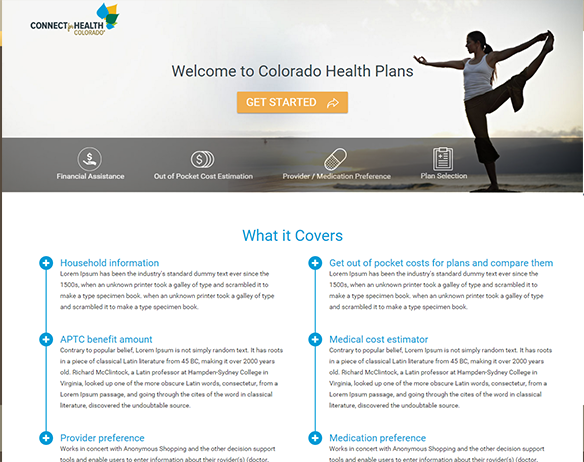 CONNECT for HEALTH
COLORADO
Welcome to Colorado Health Plans
GET STARTED
Financial Assistance
Out of Pocket Cost Estimation
Provider / Medication Preference
Plan Selection
What it Covers
Household information
Lorem Ipsum has been the industry's standard dummy text ever since the
1500s, when an unknown printer took a galley of type and scrambled it to
make a type specimen book. when an unknown printer took a galley of type
and scrambled it to make a type specimen book.
Get out of pocket costs for plans and compare them
Lorem Ipsum has been the industry's standard dummy text ever since the
1500s, when an unknown printer took a galley of type and scrambled it to
make a type specimen book. when an unknown printer took a galley of type
and scrambled it to make a type specimen book.
APTC benefit amount
Contrary to popular belief, Lorem Ipsum is not simply random text. It has roots
in a piece of classical Latin literature from 45 BC, making it over 2000 years
old. Richard McClintock, a Latin professor at Hampden-Sydney College in
Virginia, looked up one of the more obscure Latin words, consectetur, from a
Lorem Ipsum passage, and going through the cites of the word in classical
literature, discovered the undoubtable source.
Medical cost estimator
Contrary to popular belief, Lorem Ipsum is not simply random text. It has roots
in a piece of classical Latin literature from 45 BC, making it over 2000 years
old. Richard McClintock, a Latin professor at Hampden-Sydney College in
Virginia, looked up one of the more obscure Latin words, consectetur, from a
Lorem Ipsum passage, and going through the cites of the word in classical
literature, discovered the undoubtable source.
Provider preference
Works in concert with Anonymous Shopping and the other decision support
tools and enable users to enter information about their rovider(s) (doctor,
Medication preference
Works in concert with Anonymous Shopping and the other decision support
tools and enable users to enter information about their rovider(s) (doctor,